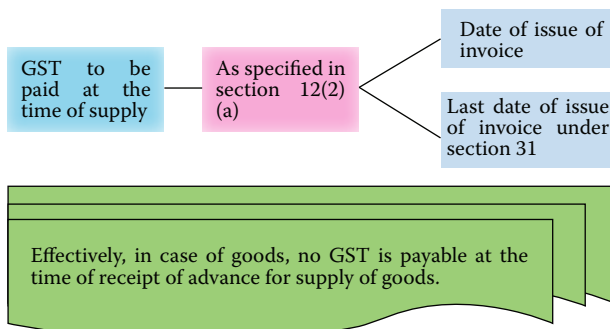 GST to be
paid at the
time of supply
As specified in
section 12(2)
(a)
Date of issue of
invoice
Last date of issue
of invoice under
section 31
Effectively, in case of goods, no GST is payable at the
time of receipt of advance for supply of goods.